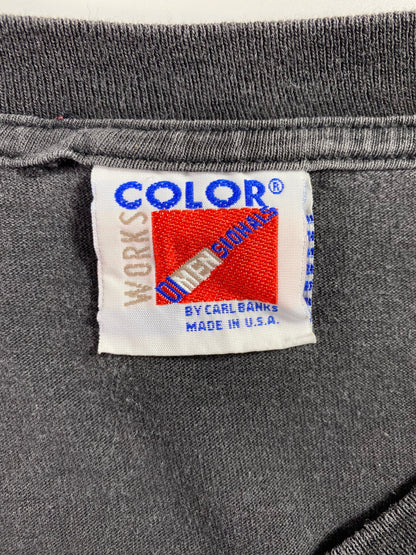 COLOR®
WORKS
DIMENSIONALS
BY CARL BANKS
MADE IN U.S.A.